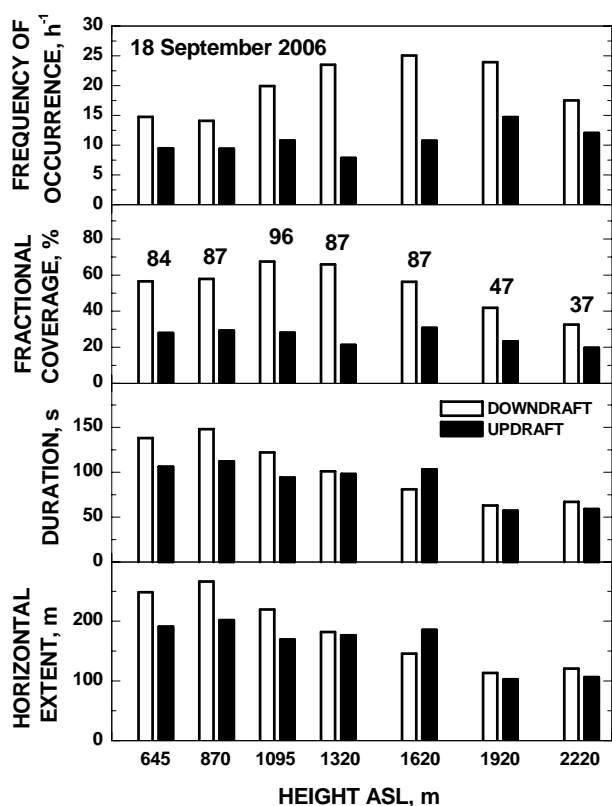 18 September 2006
FREQUENCY OF
OCCURRENCE, h⁻¹
30
25
20
15
10
5
0
FRACTIONAL
COVERAGE, %
80
60
40
20
0
84
87
96
87
87
47
37
DURATION, s
150
100
50
0
DOWNDRAFT
UPDRAFT
HORIZONTAL
EXTENT, m
200
100
0
645 870 1095 1320 1620 1920 2220
HEIGHT ASL, m